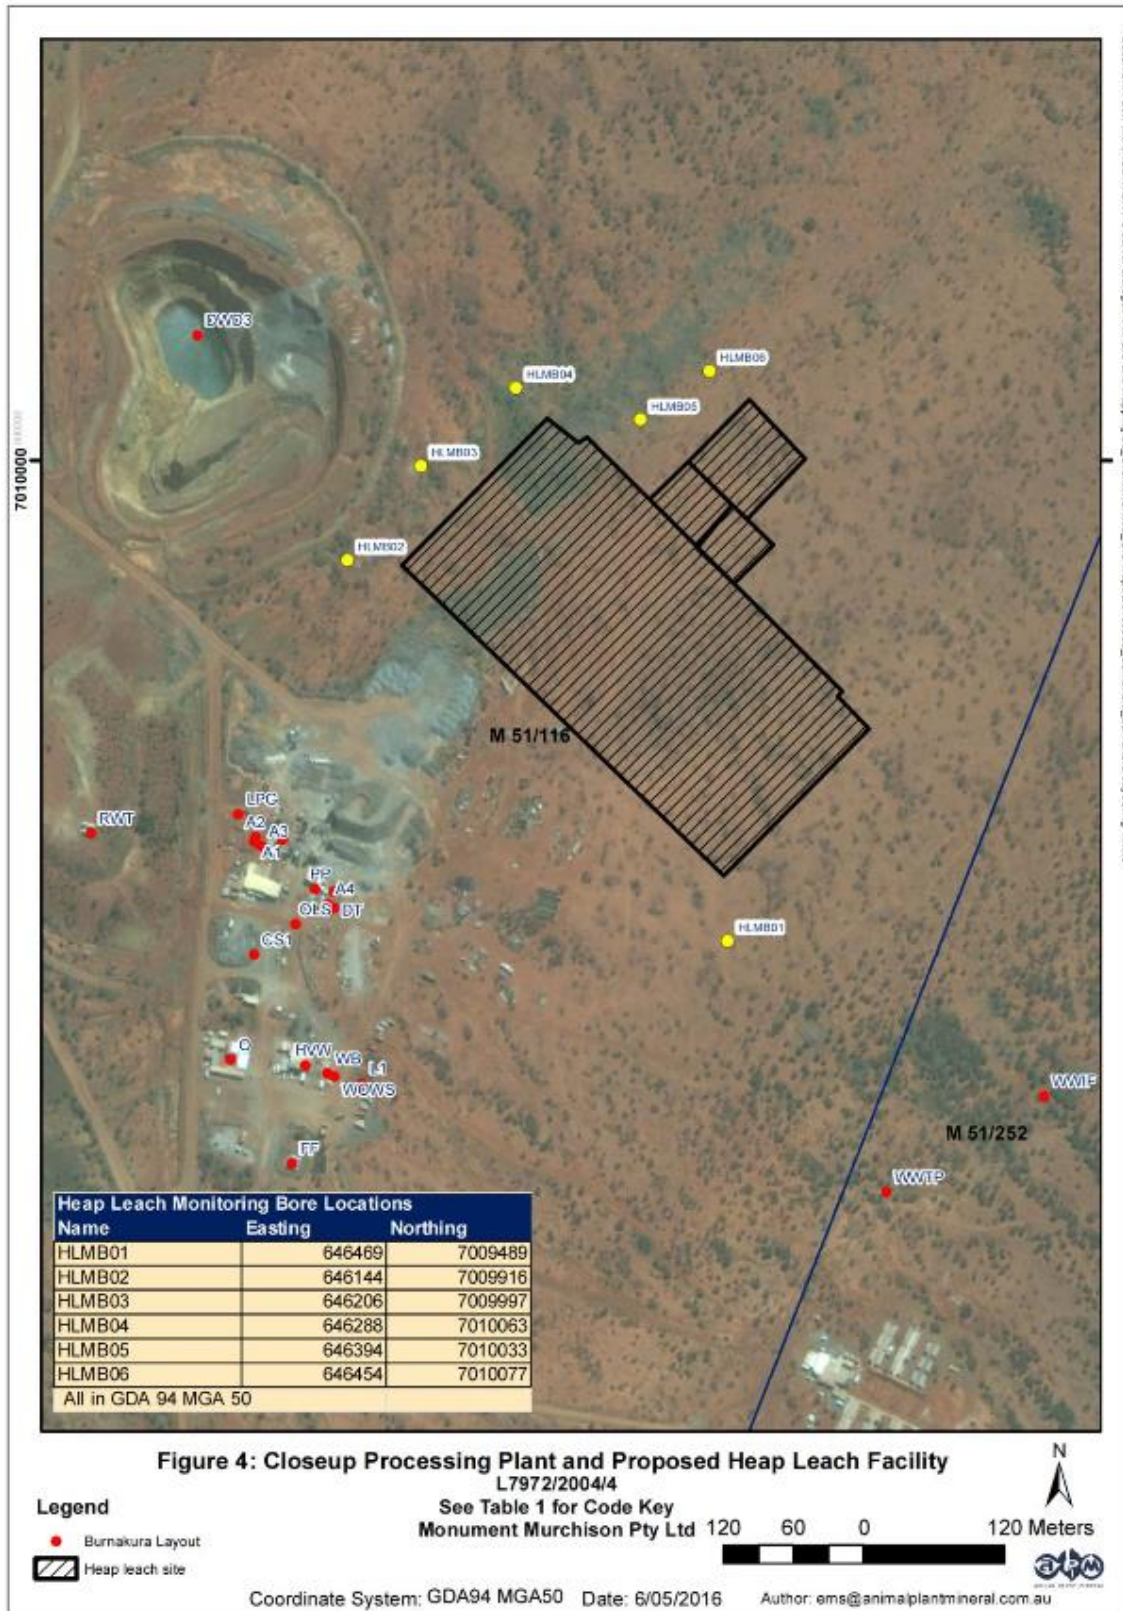 DWD3
HLMB06
HLMB04
HLMB05
HLMB03
7010000
HLMB02
M 51/116
LPG
RWT
A2
A3
A1
PP
A4
OLS
DT
CS1
HLMB01
O
HVW
WB
L1
WOWS
WWIF
M 51/252
FF
WWTP
Heap Leach Monitoring Bore Locations
Name Easting Northing
HLMB01 646469 7009489
HLMB02 646144 7009916
HLMB03 646206 7009997
HLMB04 646288 7010063
HLMB05 646394 7010033
HLMB06 646454 7010077
All in GDA 94 MGA 50
Figure 4: Closeup Processing Plant and Proposed Heap Leach Facility
L7972/2004/4
Legend
See Table 1 for Code Key
Monument Murchison Pty Ltd
N
120 60 0 120 Meters
Burnakura Layout
Heap leach site
apm
Coordinate System: GDA94 MGA50 Date: 6/05/2016 Author: ems@animalplantmineral.com.au